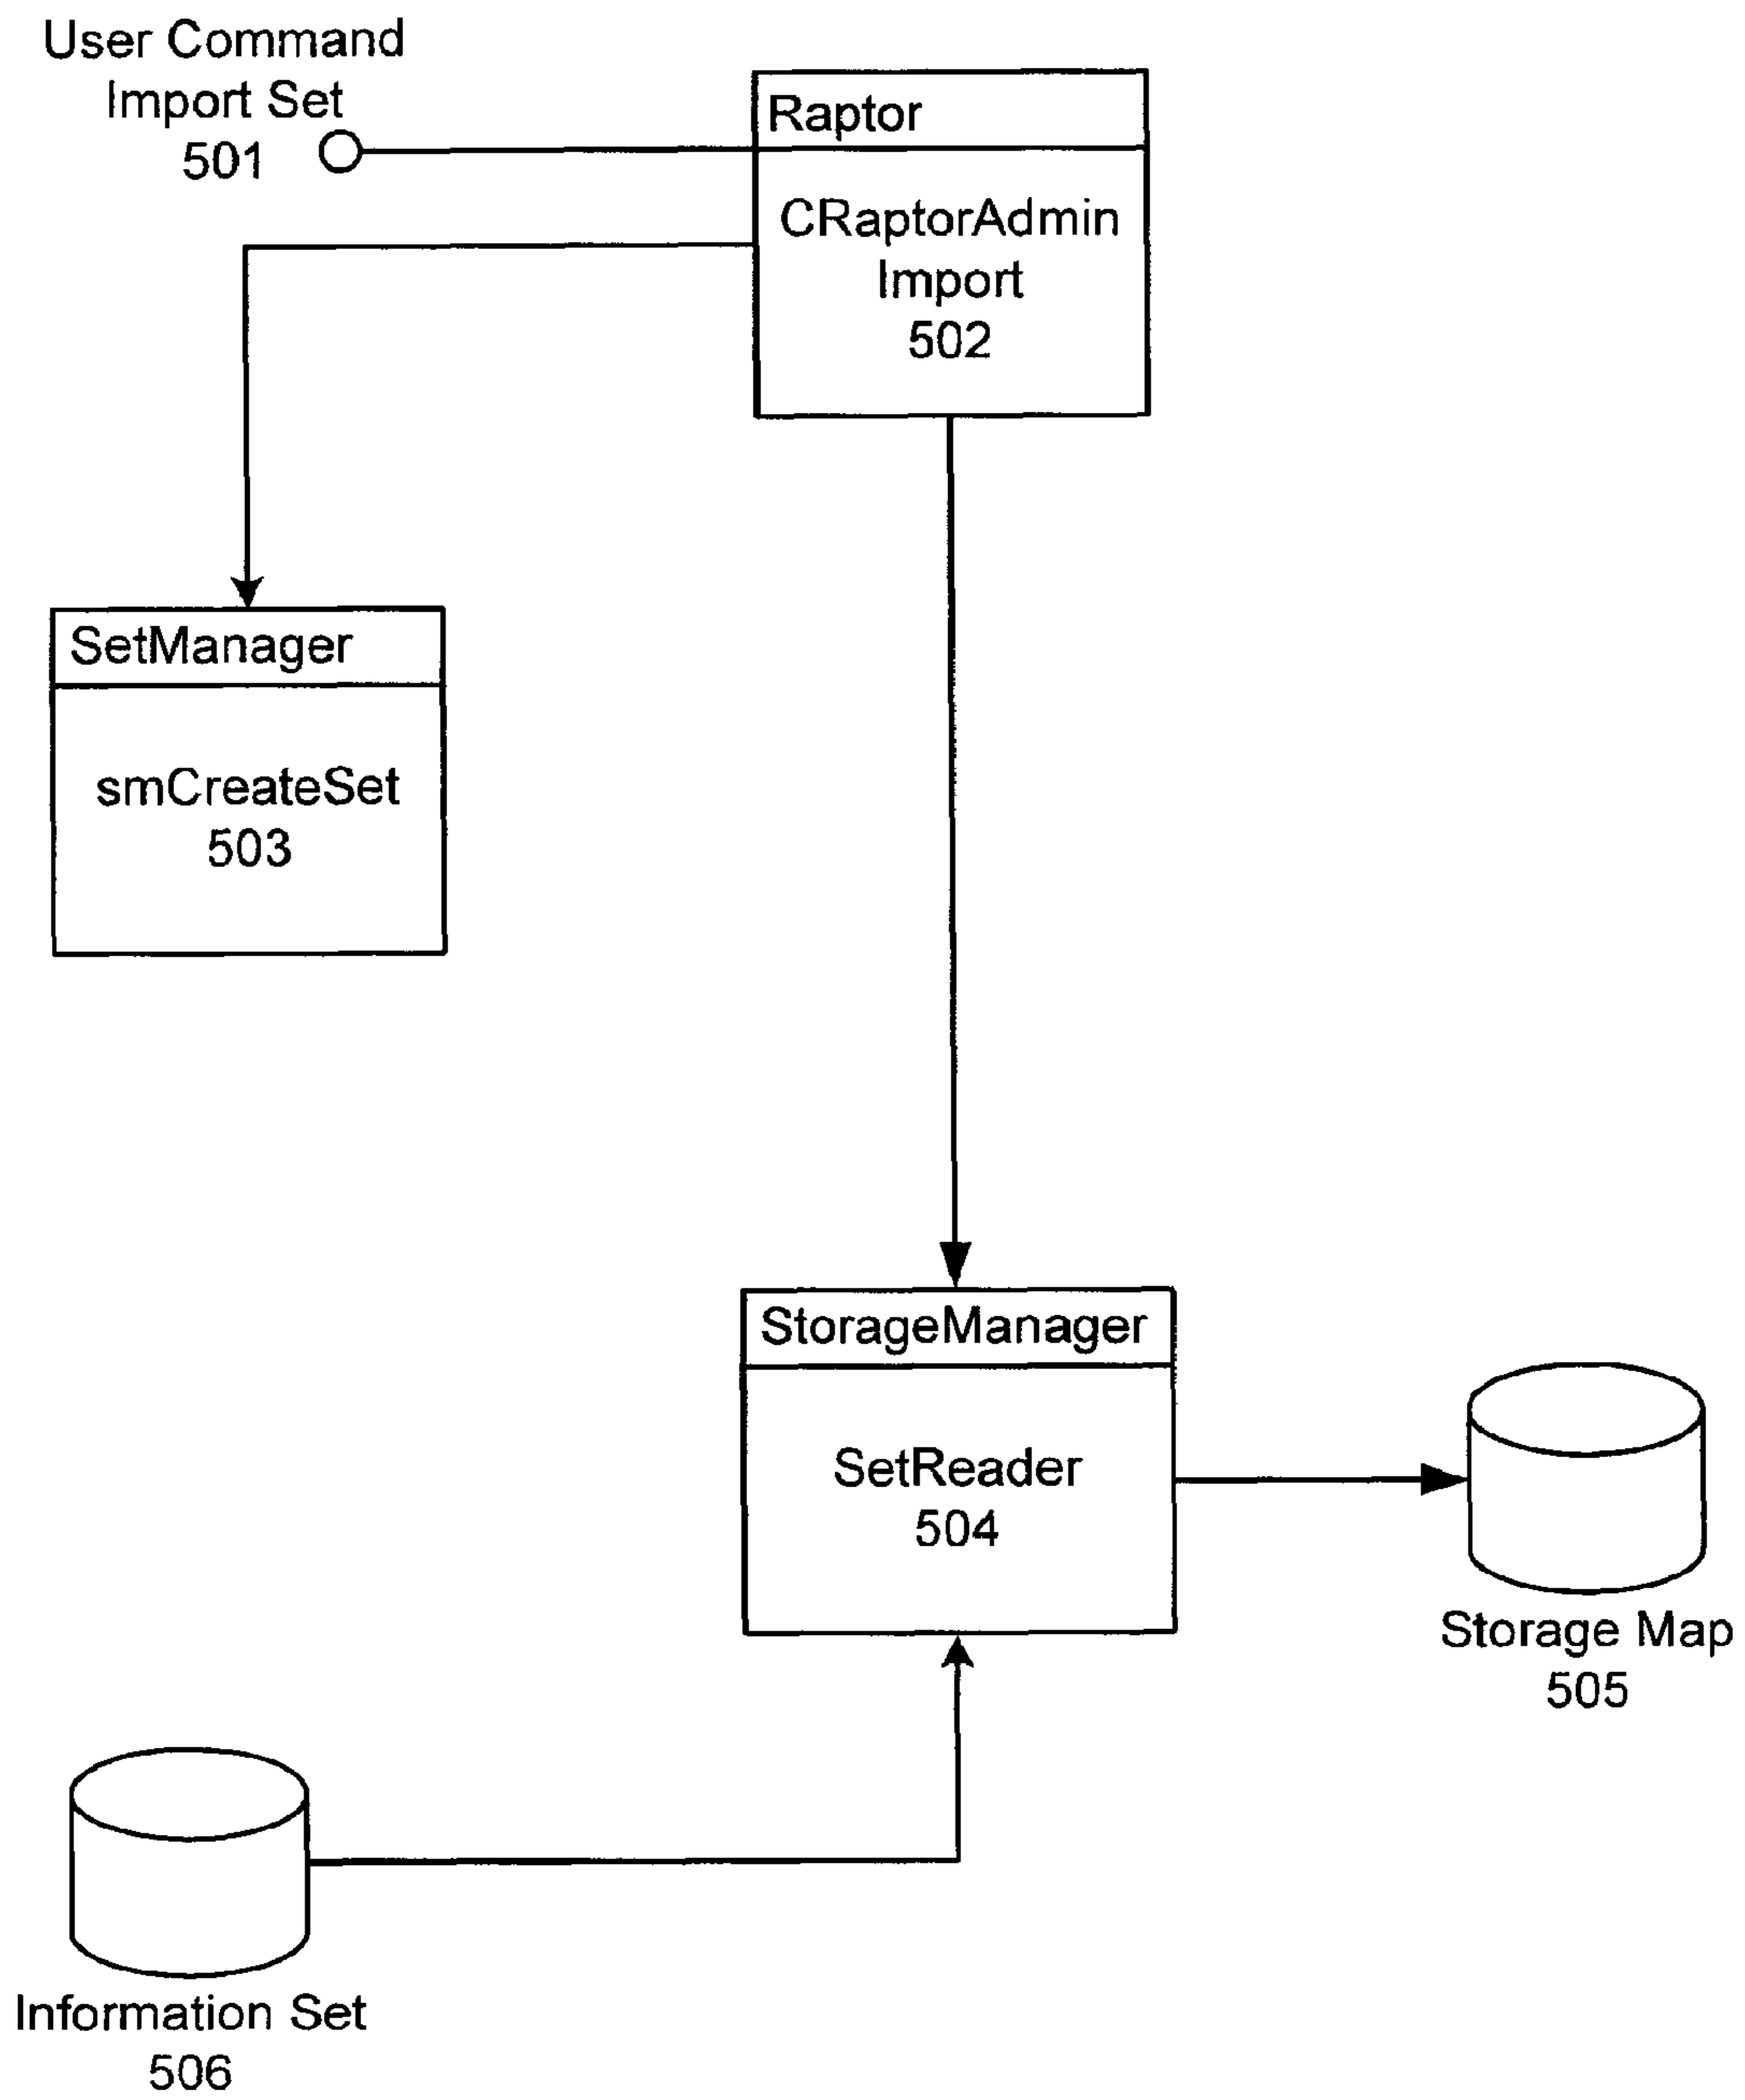 User Command
Import Set
501
Raptor
CRaptorAdmin
Import
502
SetManager
smCreateSet
503
StorageManager
SetReader
504
Storage Map
505
Information Set
506